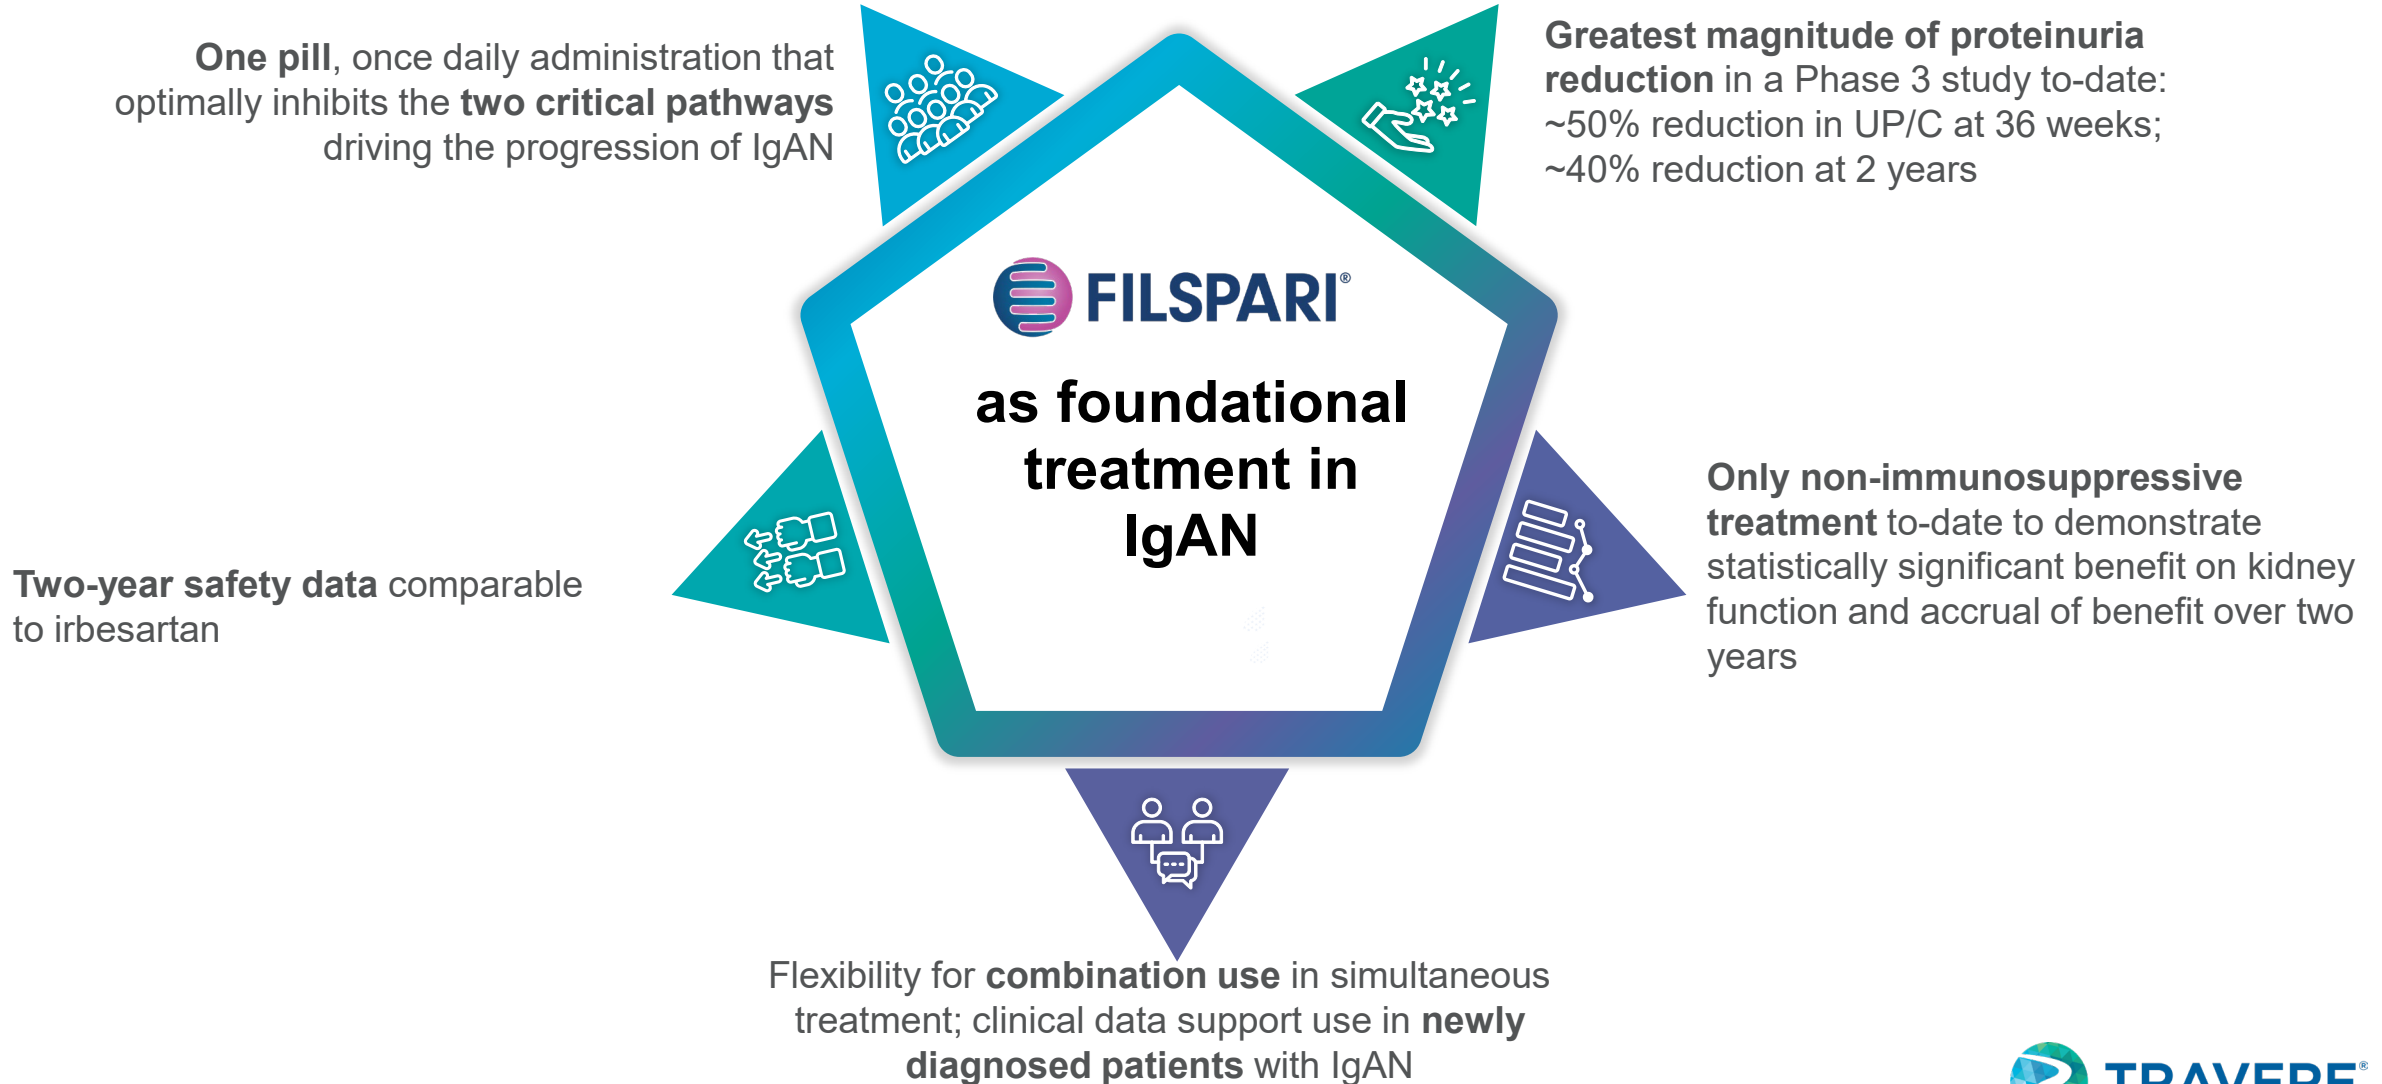 One pill, once daily administration that
optimally inhibits the two critical pathways
driving the progression of IgAN
Greatest magnitude of proteinuria
reduction in a Phase 3 study to-date:
~50% reduction in UP/C at 36 weeks;
~40% reduction at 2 years
FILSPARI®
as foundational
treatment in
IgAN
Only non-immunosuppressive
treatment to-date to demonstrate
statistically significant benefit on kidney
function and accrual of benefit over two
years
Two-year safety data comparable
to irbesartan
Flexibility for combination use in simultaneous
treatment; clinical data support use in newly
diagnosed patients with IgAN
TRAVERE®